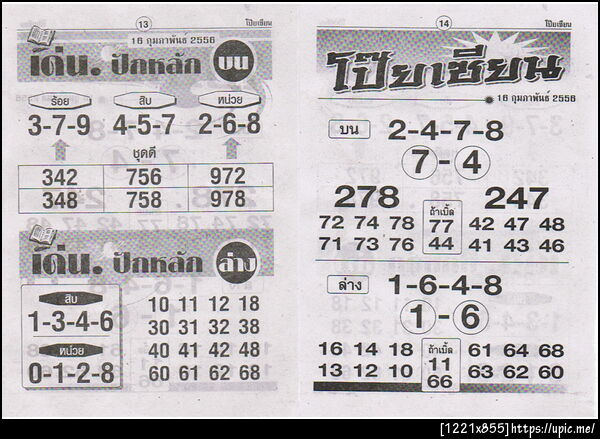 13
โป๊ยเซียน
16 กุมภาพันธ์ 2556
เด่น. ปักหลัก บน
ร้อย สิบ หน่วย
3-7-9 4-5-7 2-6-8
ชุดดี
342 756 972
348 758 978
เด่น. ปักหลัก ล่าง
สิบ
1-3-4-6
หน่วย
0-1-2-8
10 11 12 18
30 31 32 38
40 41 42 48
60 61 62 68
14
โป๊ยเซียน
โป๊ยเซียน
16 กุมภาพันธ์ 2556
บน 2-4-7-8
7-4
278 247
72 74 78 ถ้าเบิ้ล 77 42 47 48
71 73 76 44 41 43 46
ล่าง 1-6-4-8
1-6
16 14 18 ถ้าเบิ้ล 11 61 64 68
13 12 10 66 63 62 60
[1221x855]https://upic.me/